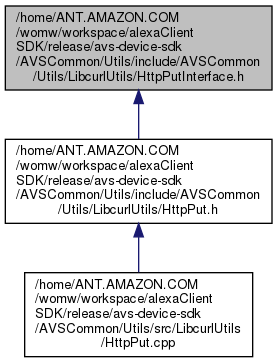 /home/ANT.AMAZON.COM
/womw/workspace/alexaClient
SDK/release/avs-device-sdk
/AVSCommon/Utils/include/AVSCommon
/Utils/LibcurlUtils/HttpPutInterface.h
/home/ANT.AMAZON.COM
/womw/workspace/alexaClient
SDK/release/avs-device-sdk
/AVSCommon/Utils/include/AVSCommon
/Utils/LibcurlUtils/HttpPut.h
/home/ANT.AMAZON.COM
/womw/workspace/alexaClient
SDK/release/avs-device-sdk
/AVSCommon/Utils/src/LibcurlUtils
/HttpPut.cpp